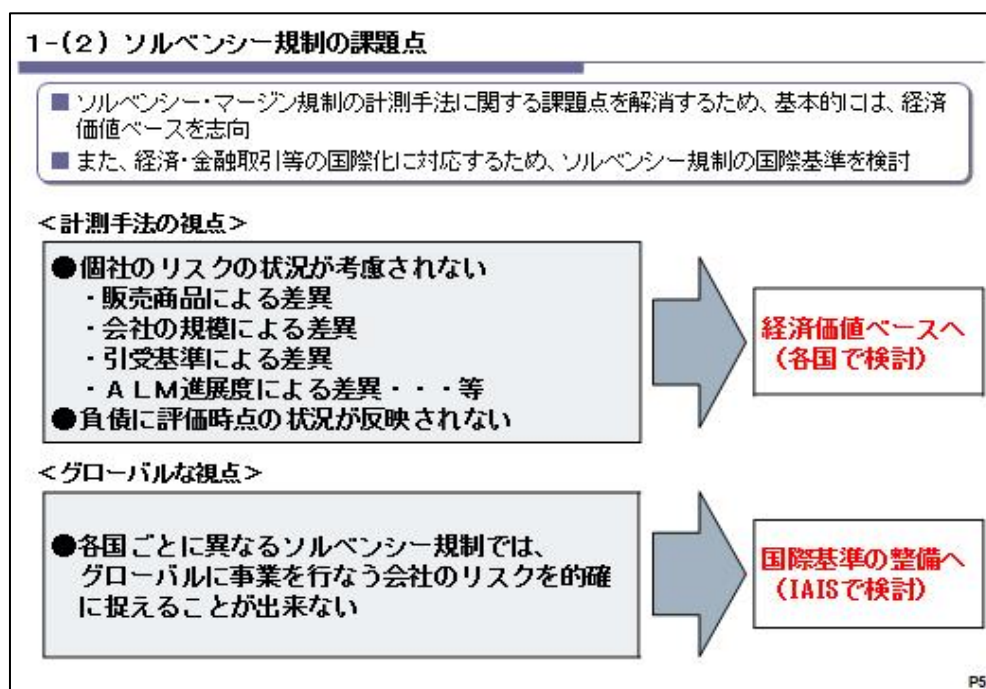 1-(2) ソルベンシー規制の課題点
■ ソルベンシー・マージン規制の計測手法に関する課題点を解消するため、基本的には、経済
価値ベースを志向
■ また、経済・金融取引等の国際化に対応するため、ソルベンシー規制の国際基準を検討
＜計測手法の視点＞
●個社のリスクの状況が考慮されない
・販売商品による差異
・会社の規模による差異
・引受基準による差異
・ＡＬＭ進展度による差異・・・等
●負債に評価時点の状況が反映されない
経済価値ベースへ
（各国で検討）
＜グローバルな視点＞
●各国ごとに異なるソルベンシー規制では、
グローバルに事業を行なう会社のリスクを的確
に捉えることが出来ない
国際基準の整備へ
（IAISで検討）
P5